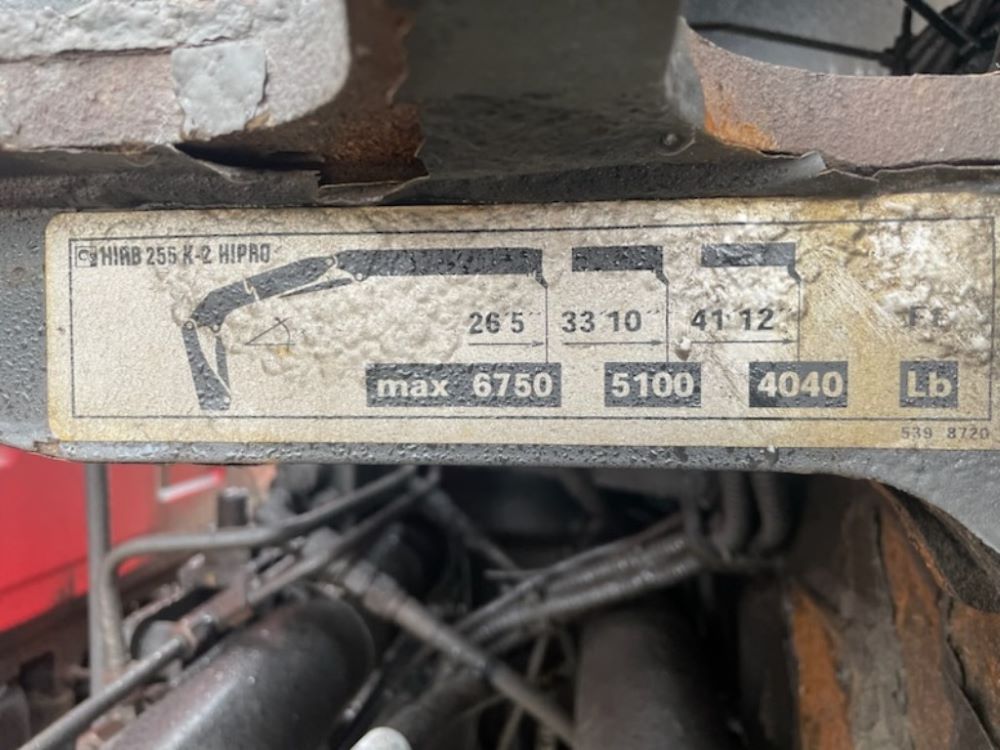 HIAB 255 K-2 HIPRO
26'5" 33'10" 41'12 Ft
max 6750 5100 4040 Lb
539 8720